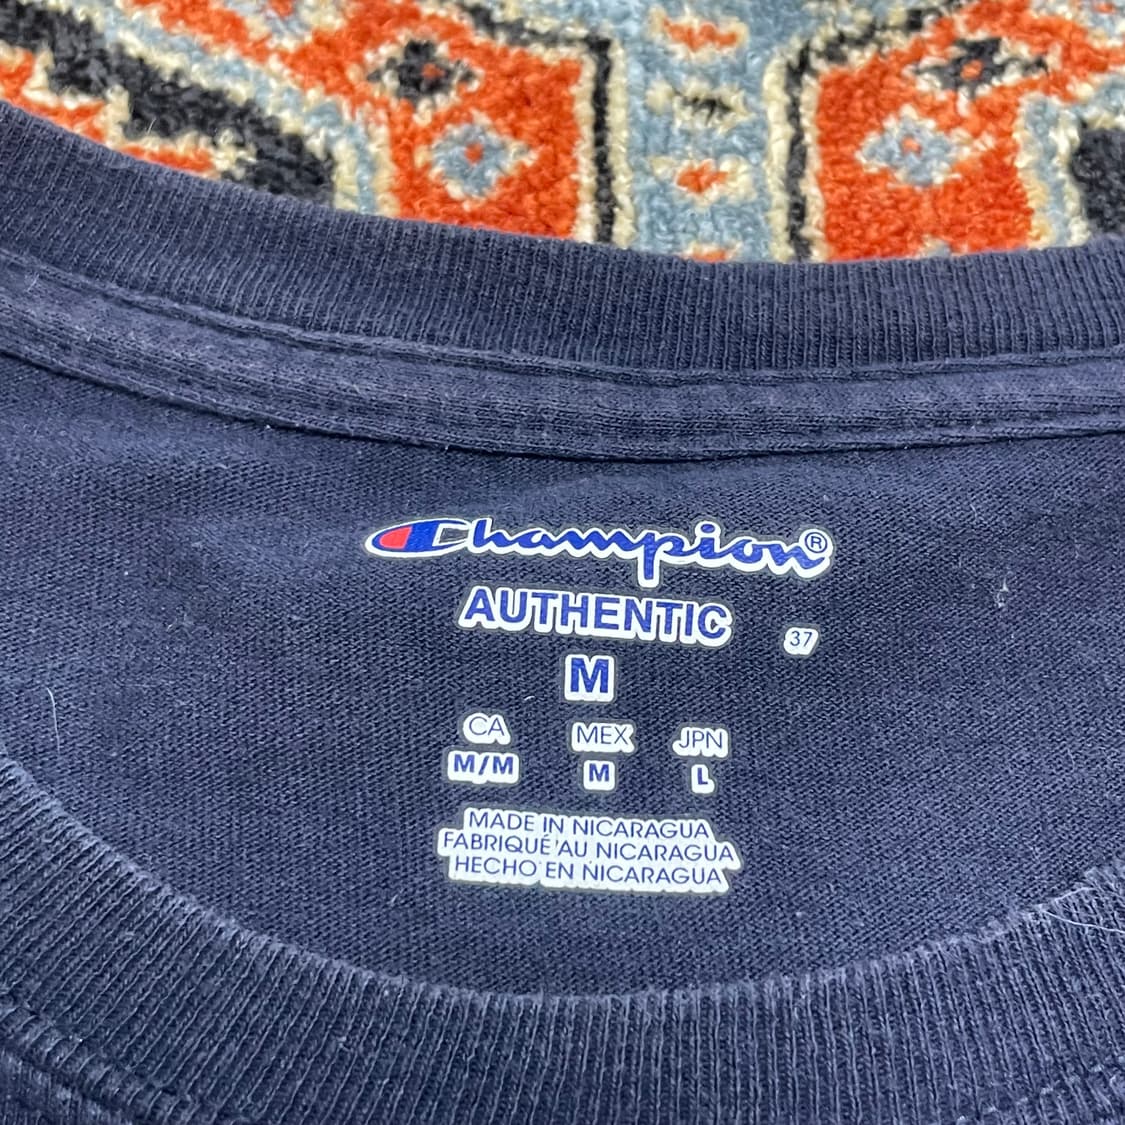 Champion®
AUTHENTIC
37
M
CA MEX JPN
M/M M L
MADE IN NICARAGUA
FABRIQUÉ AU NICARAGUA
HECHO EN NICARAGUA